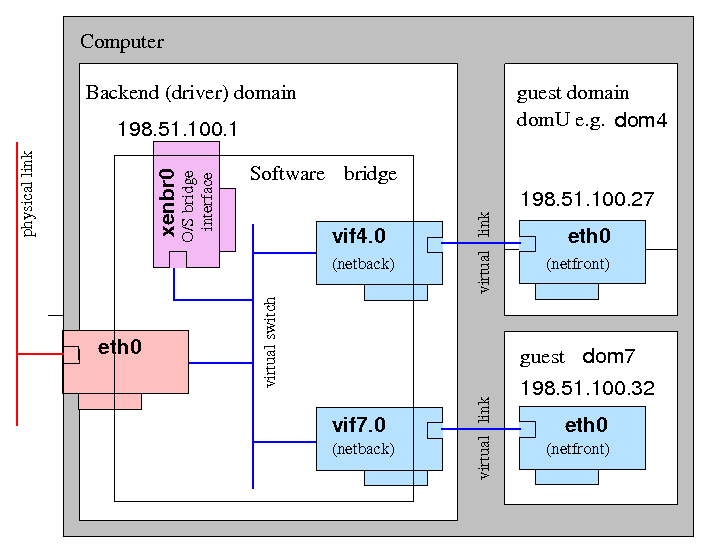 Computer
Backend (driver) domain
198.51.100.1
Software bridge
xenbr0
O/S bridge
interface
physical link
eth0
virtual switch
vif4.0
(netback)
vif7.0
(netback)
virtual link
virtual link
guest domain
domU e.g. dom4
198.51.100.27
eth0
(netfront)
guest dom7
198.51.100.32
eth0
(netfront)